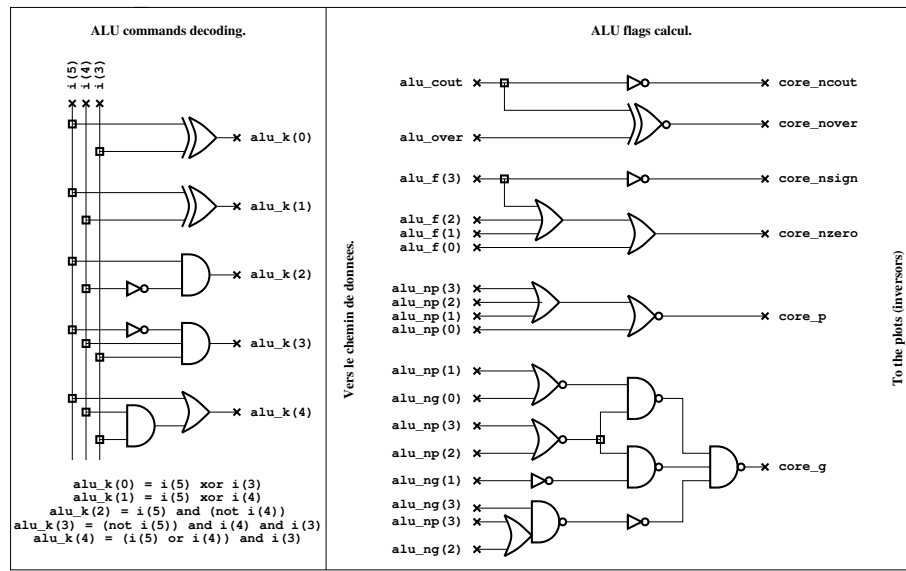 ALU commands decoding.
i(5)
i(4)
i(3)
alu_k(0)
alu_k(1)
alu_k(2)
alu_k(3)
alu_k(4)
alu_k(0) = i(5) xor i(3)
alu_k(1) = i(5) xor i(4)
alu_k(2) = i(5) and (not i(4))
alu_k(3) = (not i(5)) and i(4) and i(3)
alu_k(4) = (i(5) or i(4)) and i(3)
Vers le chemin de donnees.
ALU flags calcul.
alu_cout
core_ncout
core_nover
alu_over
alu_f(3)
core_nsign
alu_f(2)
alu_f(1)
core_nzero
alu_f(0)
alu_np(3)
alu_np(2)
alu_np(1)
core_p
alu_np(0)
alu_np(1)
alu_ng(0)
alu_np(3)
alu_np(2)
core_g
alu_ng(1)
alu_ng(3)
alu_np(3)
alu_ng(2)
To the plots (inversors)